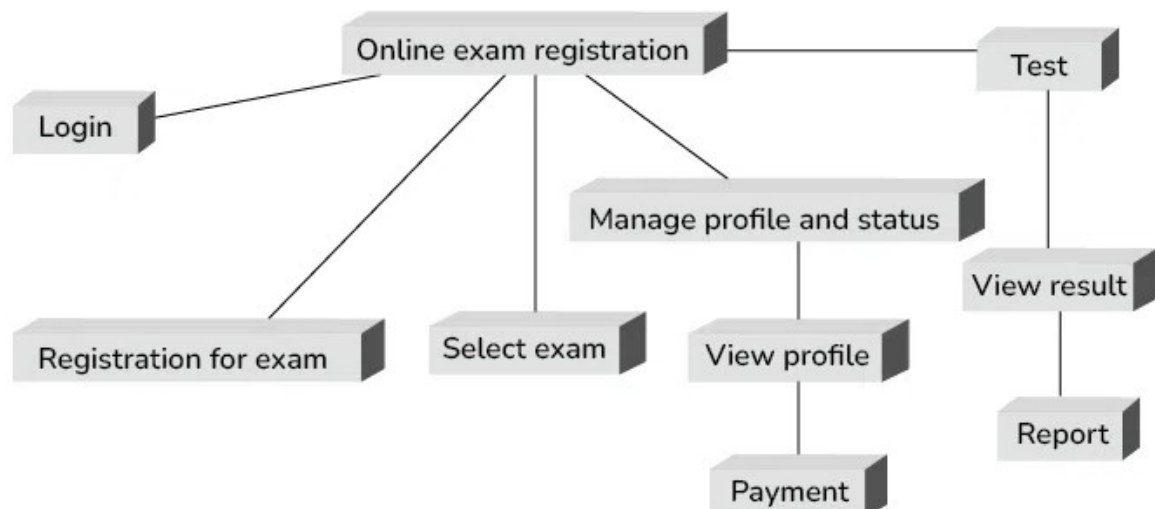 Online exam registration
Test
Login
Manage profile and status
View result
Registration for exam
Select exam
View profile
Report
Payment